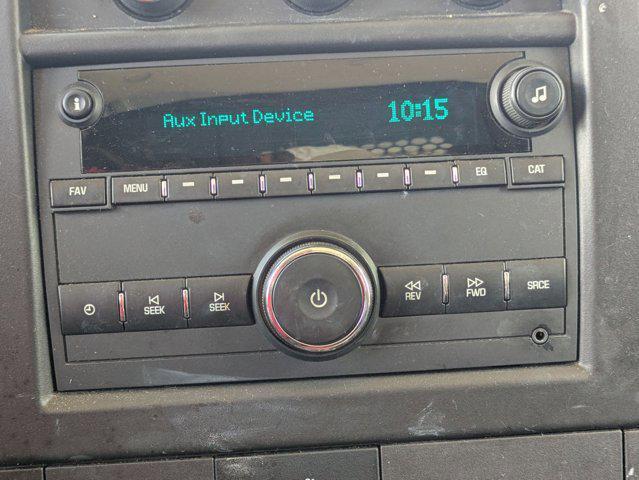 Aux Input Device 10:15
FAV MENU EQ CAT
SEEK SEEK REV FWD SRCE